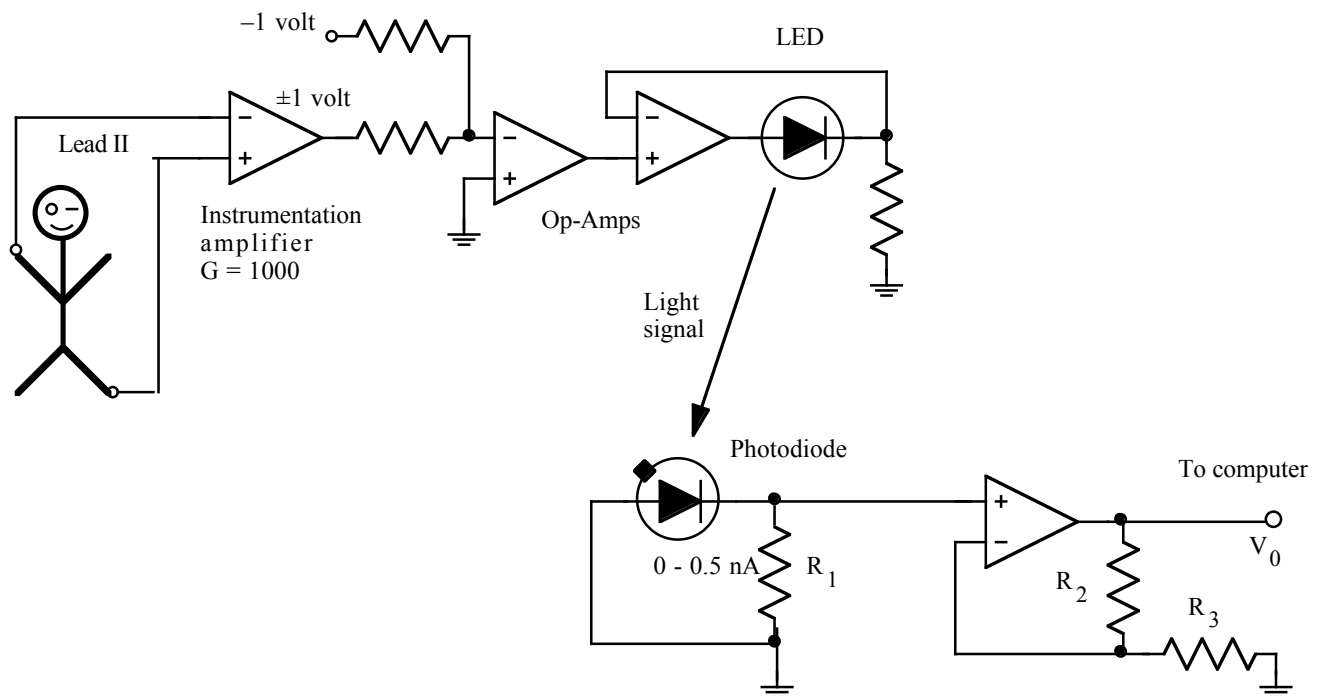 –1 volt
LED
±1 volt
–
+
Lead II
Instrumentation
amplifier
G = 1000
–
+
Op-Amps
–
+
Light
signal
Photodiode
0 - 0.5 nA
R1
+
–
To computer
V0
R2
R3